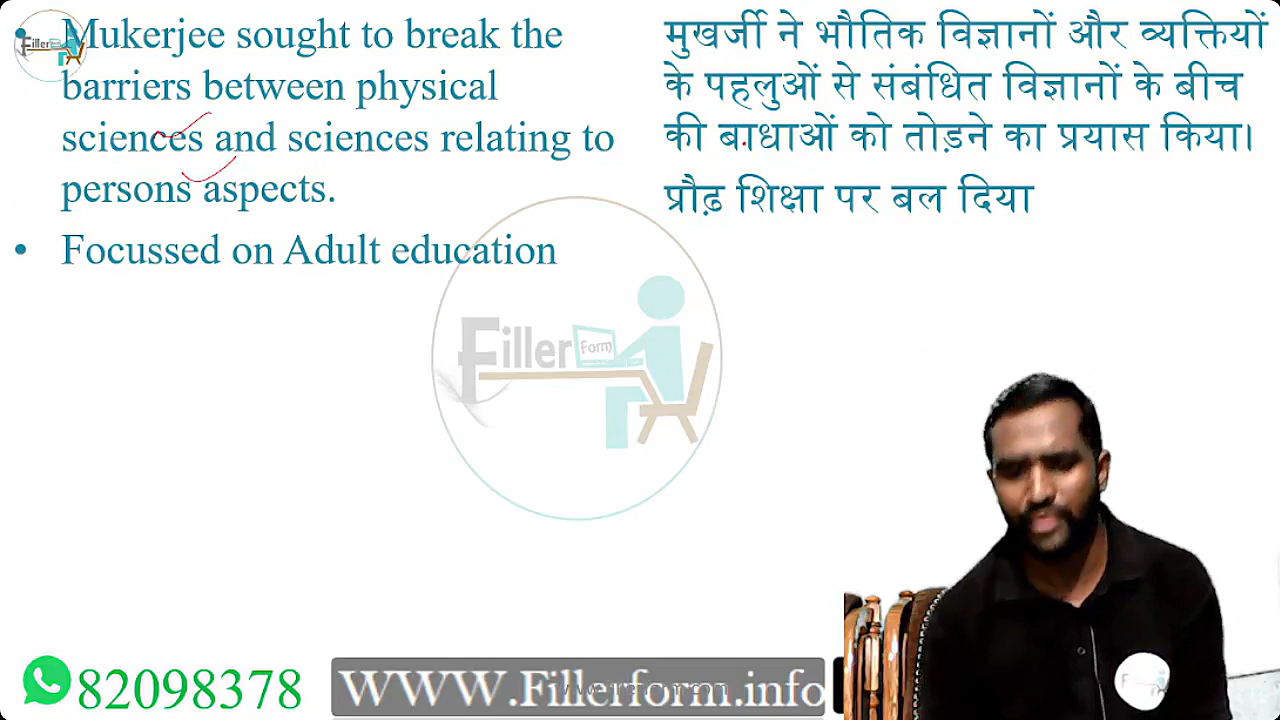 Mukerjee sought to break the
barriers between physical
sciences and sciences relating to
persons aspects.
• Focussed on Adult education
मुखर्जी ने भौतिक विज्ञानों और व्यक्तियों
के पहलुओं से संबंधित विज्ञानों के बीच
की बाधाओं को तोड़ने का प्रयास किया।
प्रौढ़ शिक्षा पर बल दिया
Filler Form
82098378
WWW.Fillerform.info